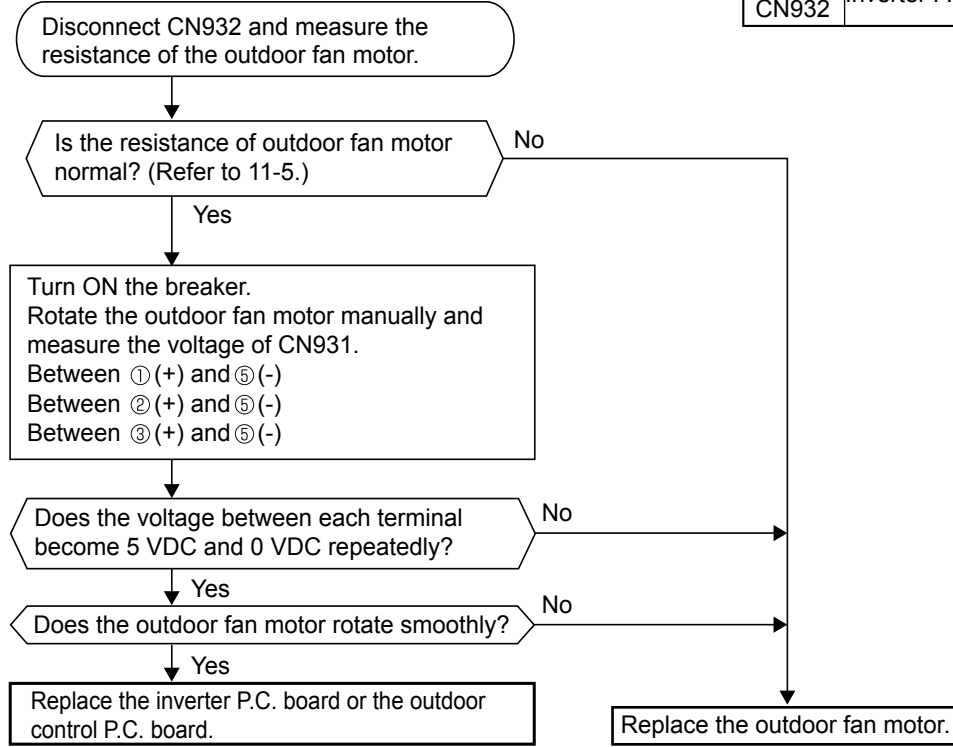 CN932
Disconnect CN932 and measure the
resistance of the outdoor fan motor.
Is the resistance of outdoor fan motor
normal? (Refer to 11-5.)
No
Yes
Turn ON the breaker.
Rotate the outdoor fan motor manually and
measure the voltage of CN931.
Between ① (+) and ⑤ (-)
Between ② (+) and ⑤ (-)
Between ③ (+) and ⑤ (-)
Does the voltage between each terminal
become 5 VDC and 0 VDC repeatedly?
No
Yes
Does the outdoor fan motor rotate smoothly?
No
Yes
Replace the inverter P.C. board or the outdoor
control P.C. board.
Replace the outdoor fan motor.